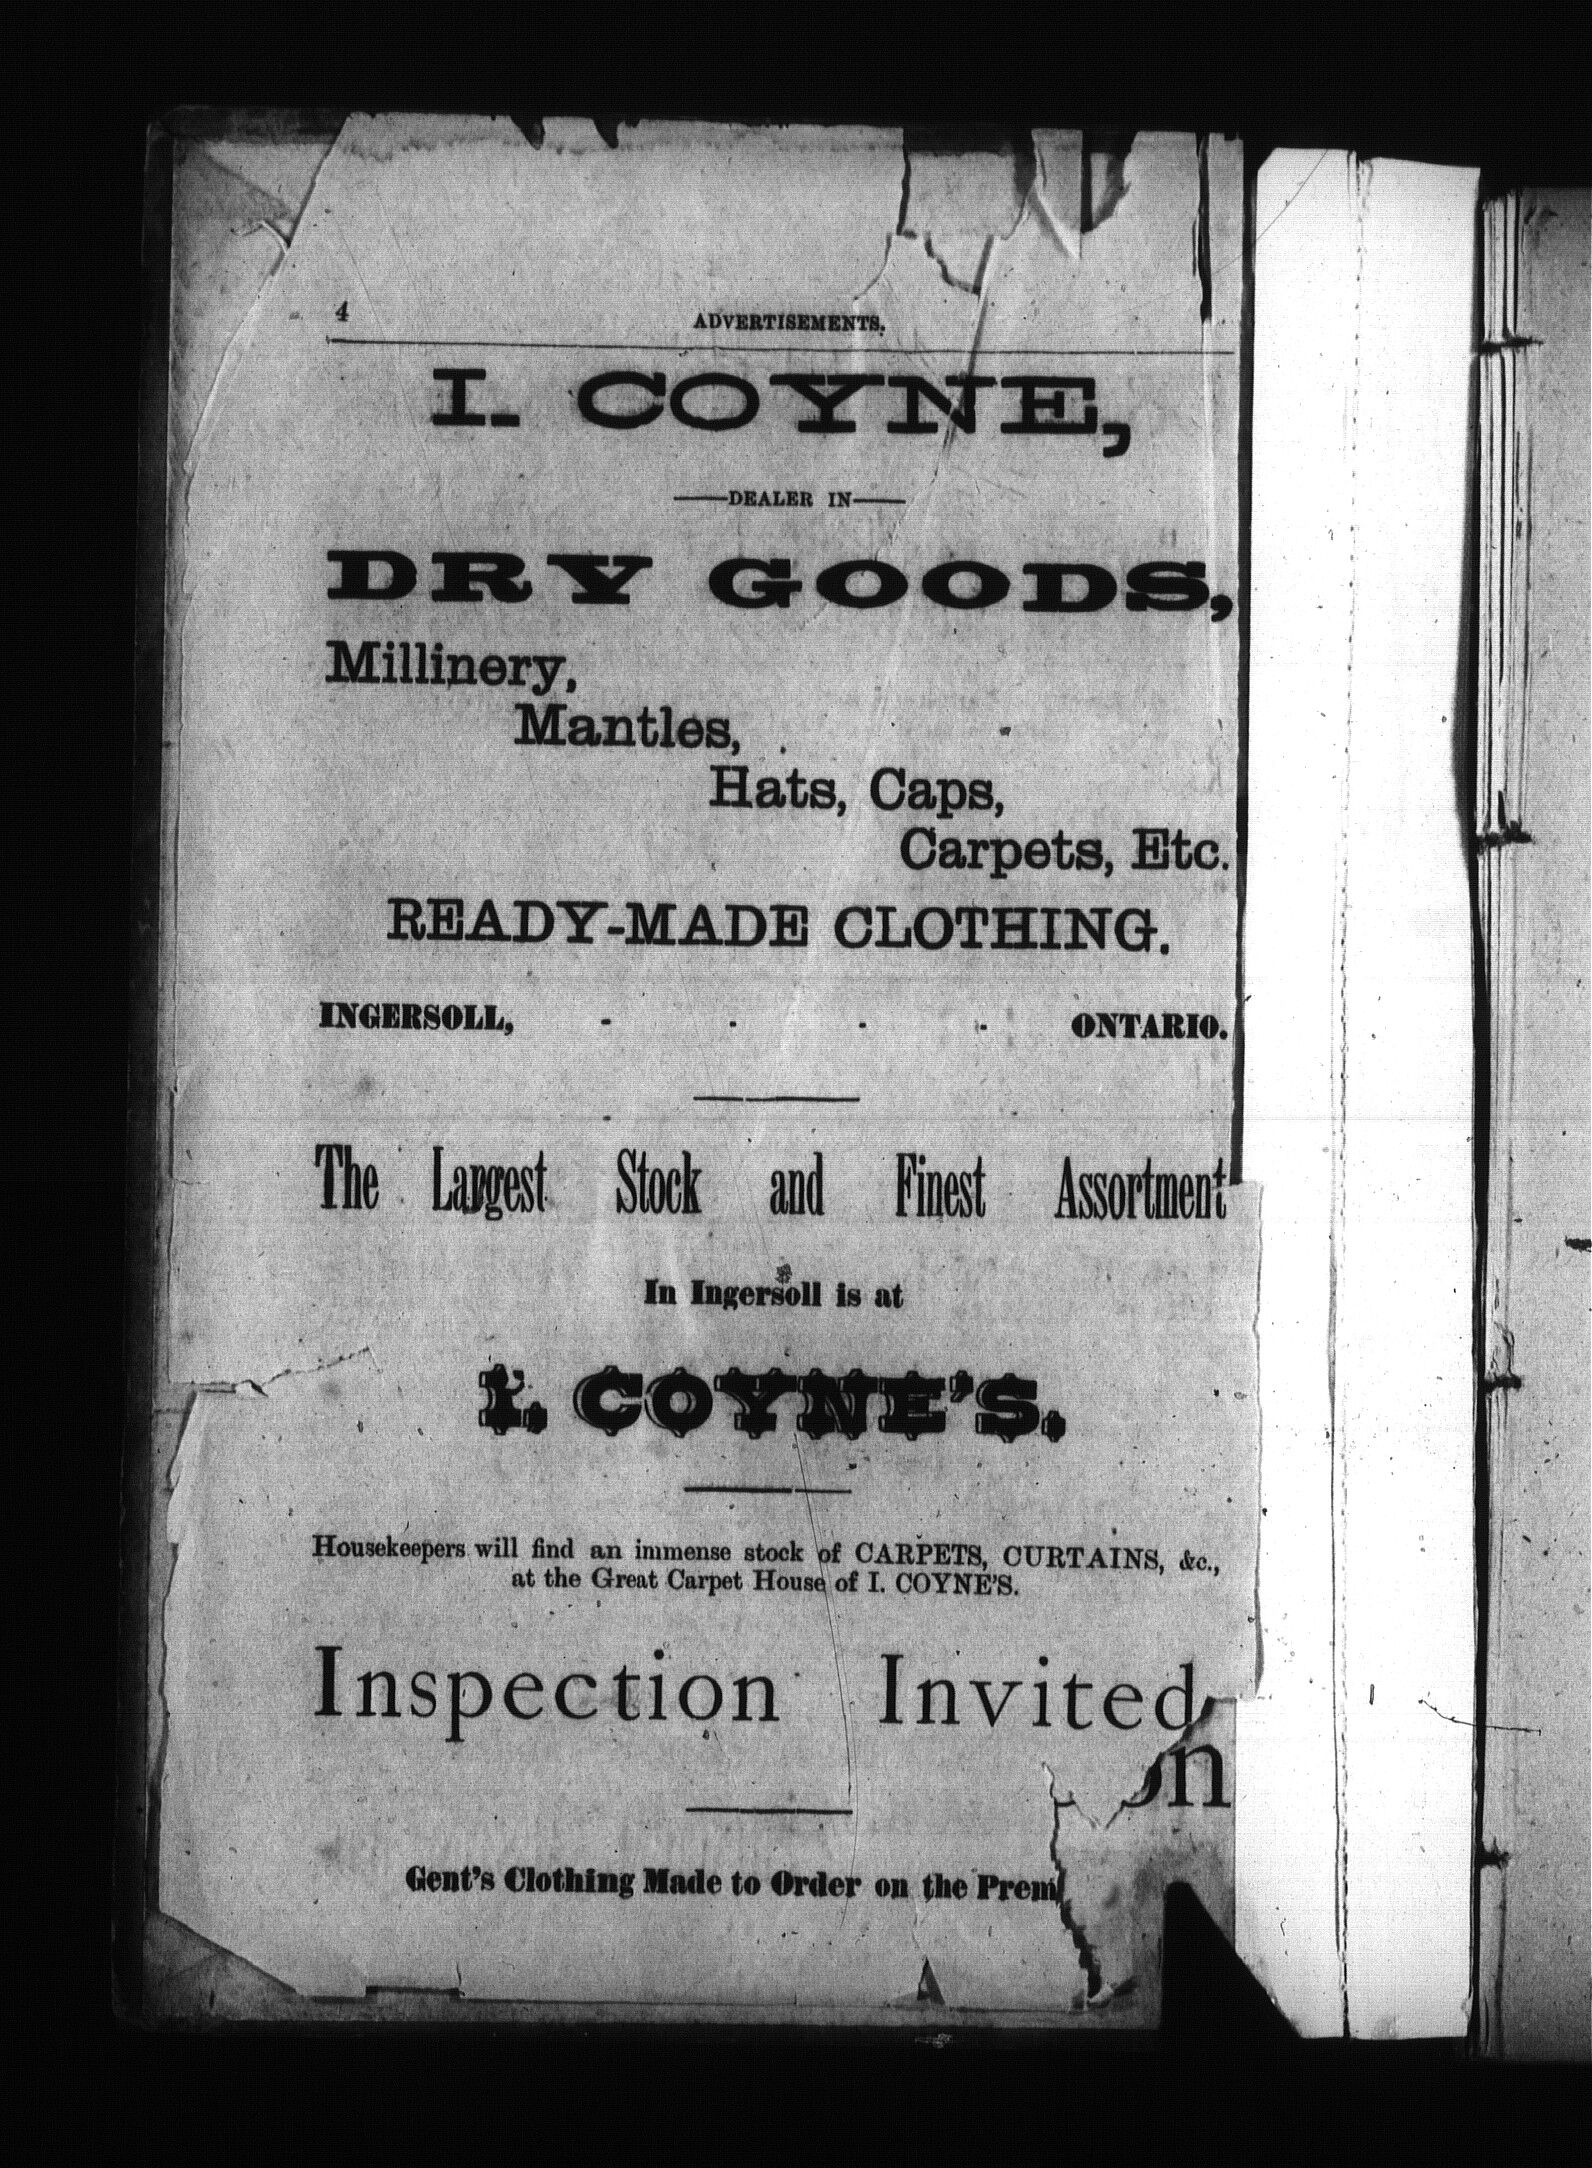 4
ADVERTISEMENTS.
I. COYNE,
—DEALER IN—
DRY GOODS,
Millinery,
Mantles,
Hats, Caps,
Carpets, Etc.
READY-MADE CLOTHING.
INGERSOLL, - - - - ONTARIO.
The Largest Stock and Finest Assortment
In Ingersoll is at
I. COYNE'S.
Housekeepers will find an immense stock of CARPETS, CURTAINS, &c.,
at the Great Carpet House of I. COYNE'S.
Inspection Invited
on
Gent's Clothing Made to Order on the Prem